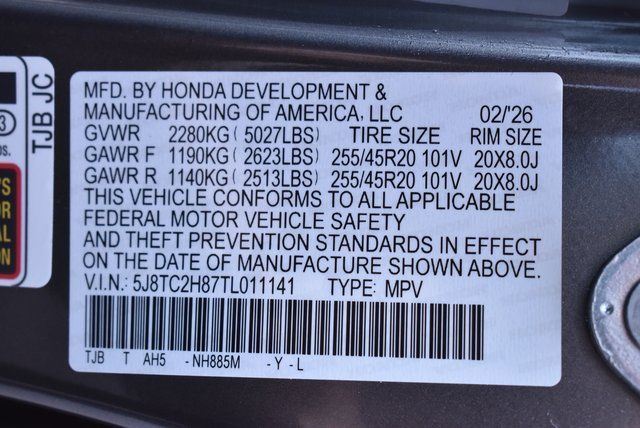 MFD. BY HONDA DEVELOPMENT &
MANUFACTURING OF AMERICA, LLC 02/'26
GVWR 2280KG ( 5027LBS) TIRE SIZE RIM SIZE
GAWR F 1190KG ( 2623LBS) 255/45R20 101V 20X8.0J
GAWR R 1140KG ( 2513LBS) 255/45R20 101V 20X8.0J
THIS VEHICLE CONFORMS TO ALL APPLICABLE
FEDERAL MOTOR VEHICLE SAFETY
AND THEFT PREVENTION STANDARDS IN EFFECT
ON THE DATE OF MANUFACTURE SHOWN ABOVE.
V.I.N.: 5J8TC2H87TL011141 TYPE: MPV
TJB T AH5 -NH885M -Y-L
TJB JC